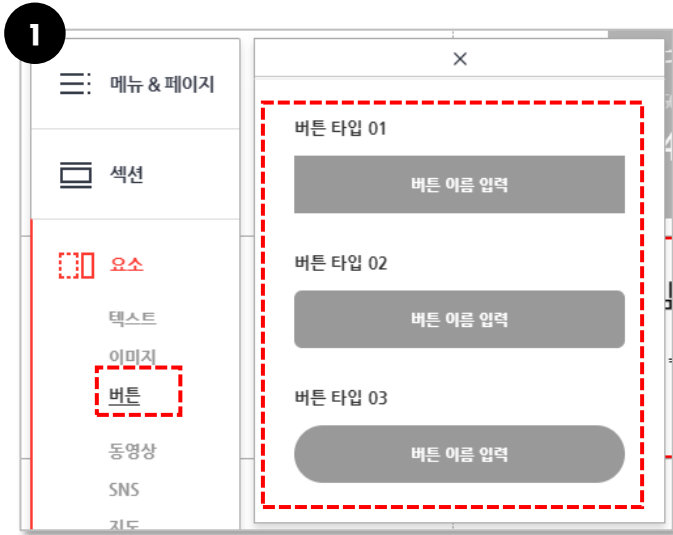 1
메뉴 & 페이지
섹션
요소
텍스트
이미지
버튼
동영상
SNS
지도
×
버튼 타입 01
버튼 이름 입력
버튼 타입 02
버튼 이름 입력
버튼 타입 03
버튼 이름 입력